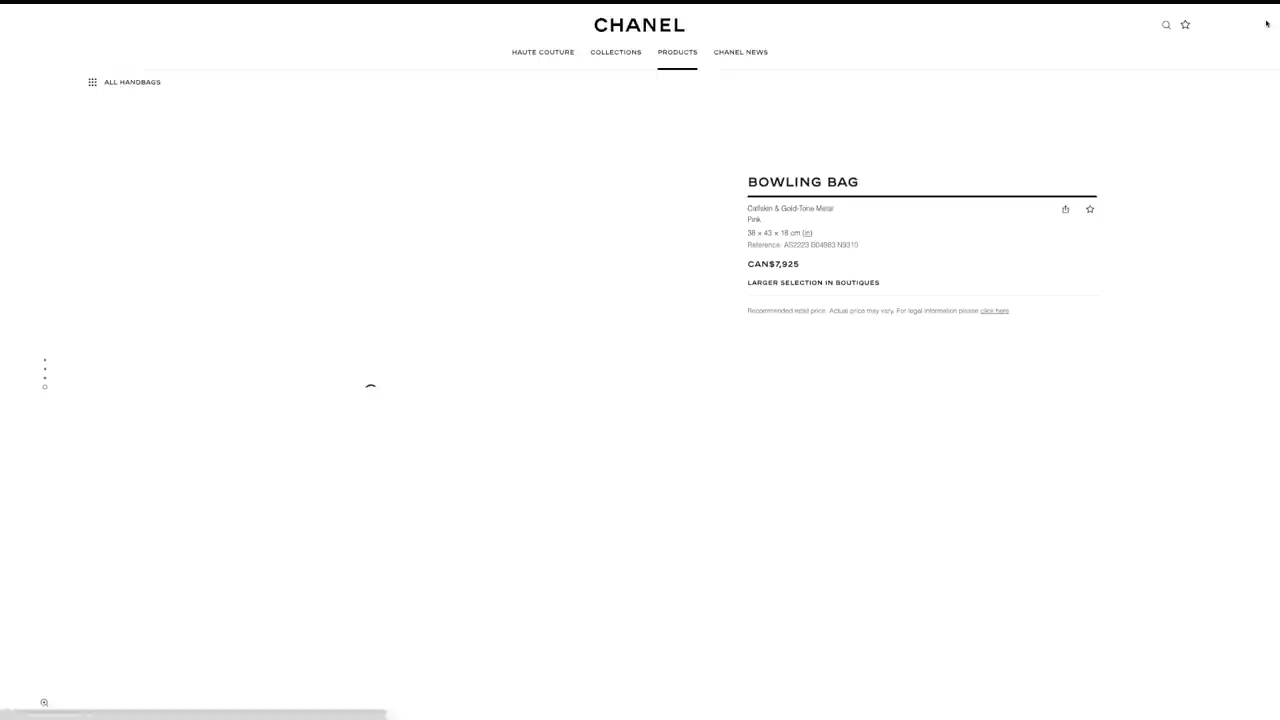 CHANEL
HAUTE COUTURE COLLECTIONS PRODUCTS CHANEL NEWS
ALL HANDBAGS
BOWLING BAG
Calfskin & Gold-Tone Metal
Pink
38 × 43 × 18 cm (in)
Reference: AS2223 B04983 N9310
CAN$7,925
LARGER SELECTION IN BOUTIQUES
Recommended retail price. Actual price may vary. For legal information please click here